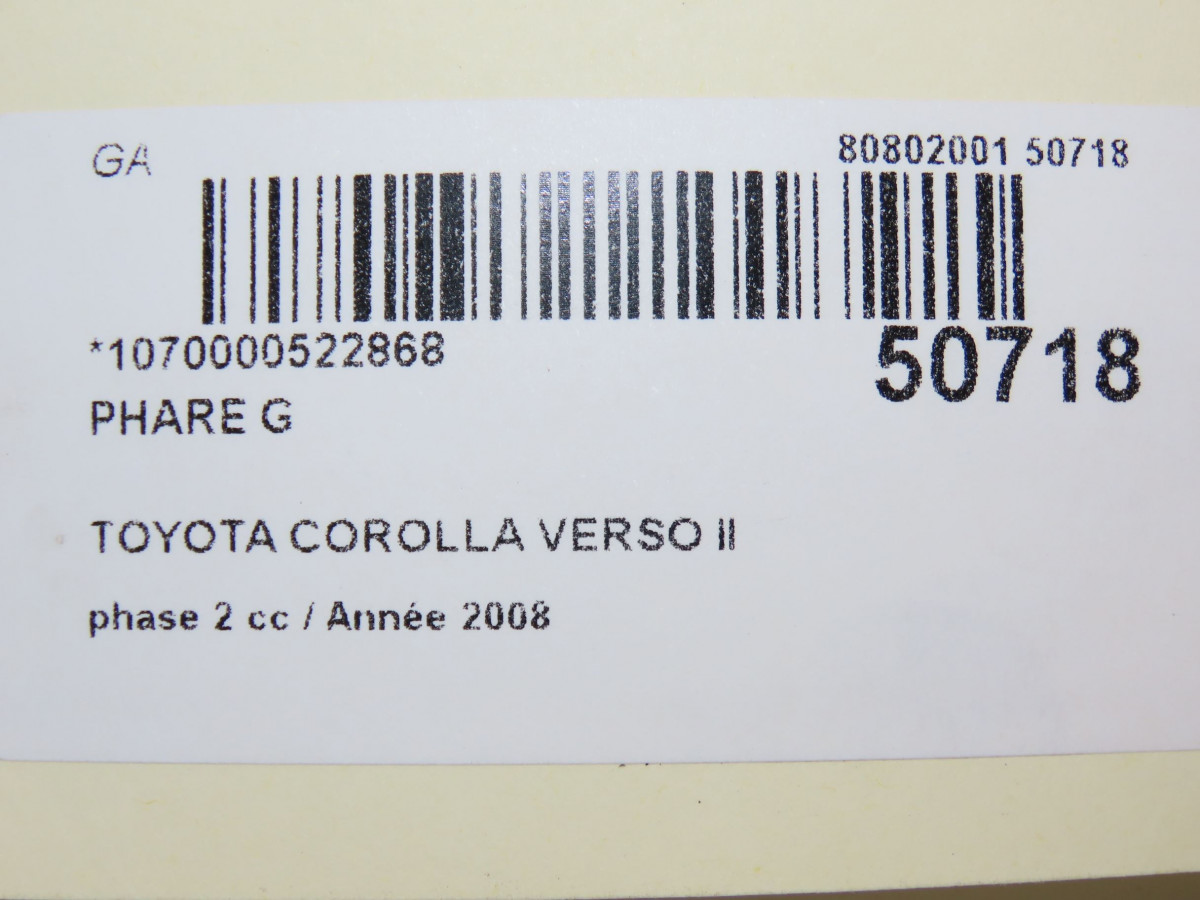 GA
80802001 50718
*1070000522868
50718
PHARE G
TOYOTA COROLLA VERSO II
phase 2 cc / Année 2008